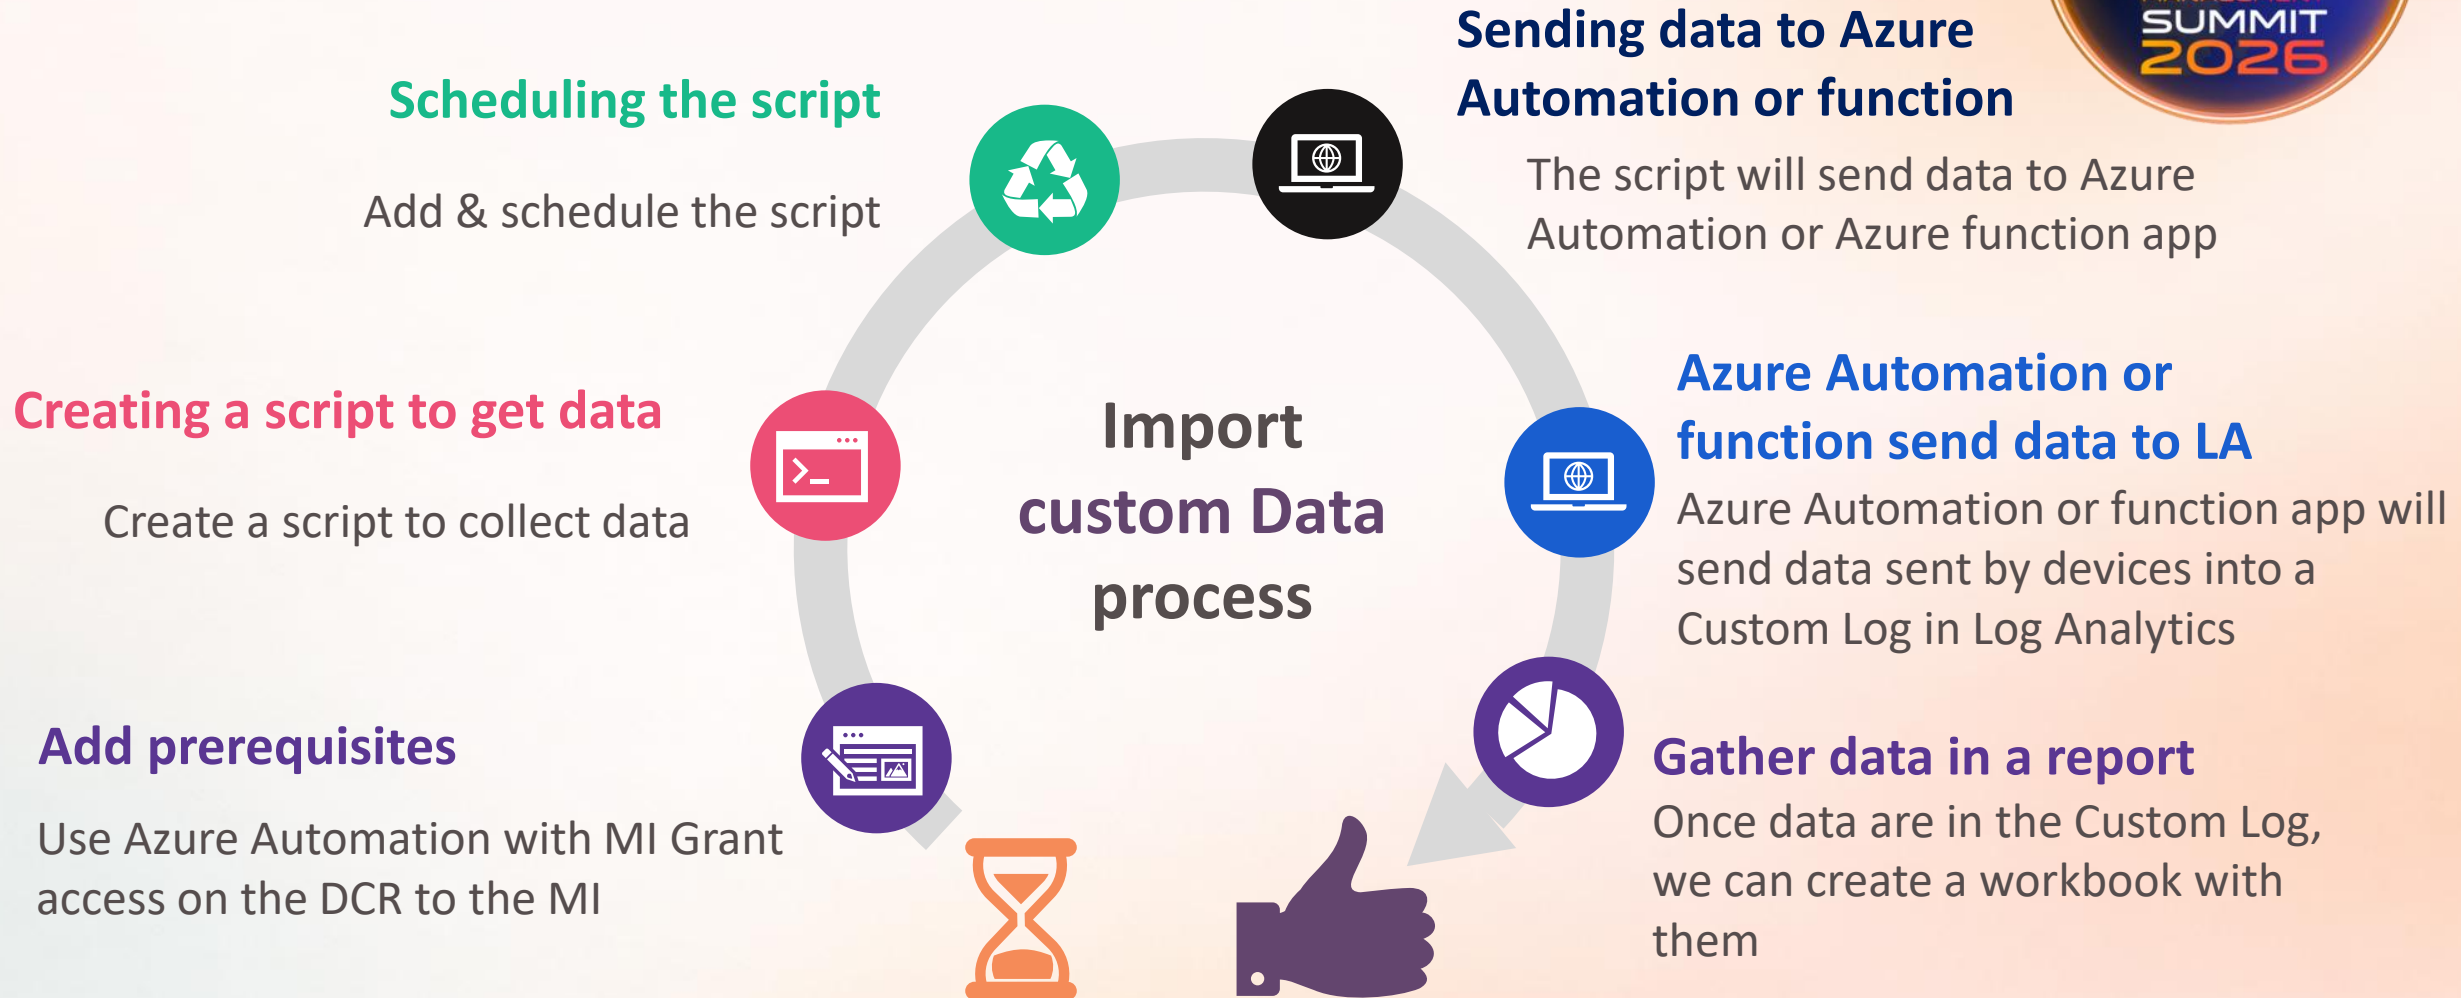 SUMMIT
2026
Sending data to Azure
Automation or function
The script will send data to Azure
Automation or Azure function app
Scheduling the script
Add & schedule the script
Creating a script to get data
Create a script to collect data
Import
custom Data
process
Azure Automation or
function send data to LA
Azure Automation or function app will
send data sent by devices into a
Custom Log in Log Analytics
Add prerequisites
Use Azure Automation with MI Grant
access on the DCR to the MI
Gather data in a report
Once data are in the Custom Log,
we can create a workbook with
them